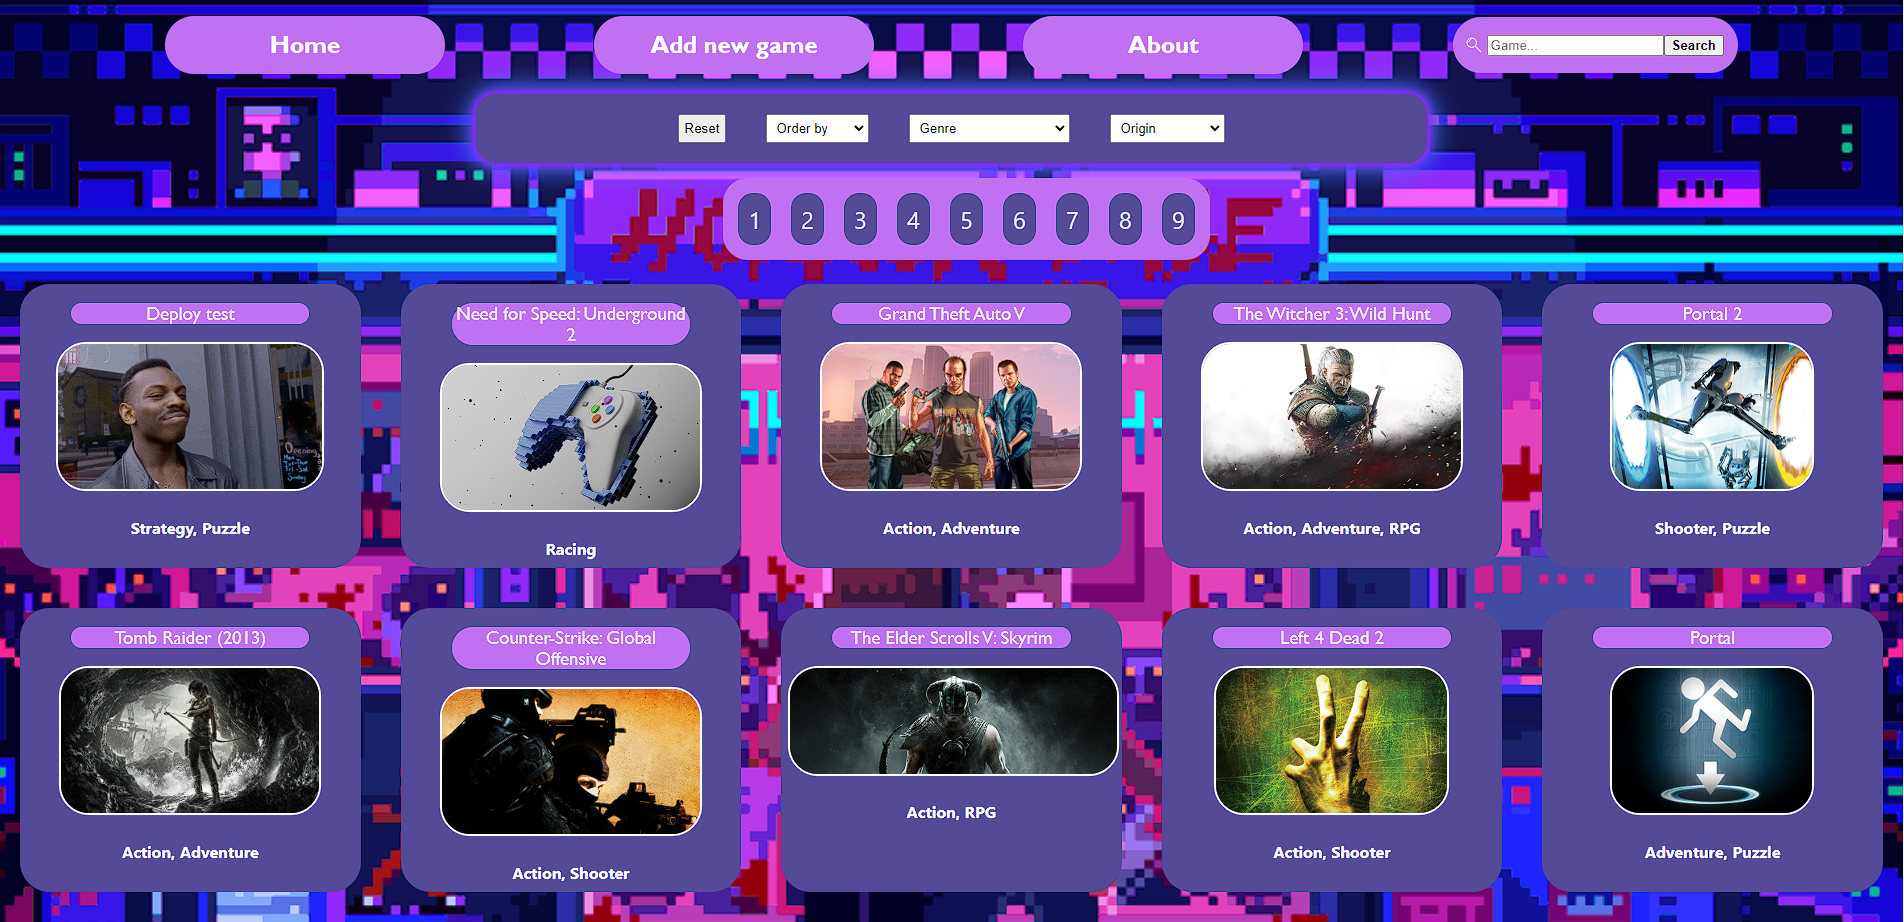 Home
Add new game
About
Game...
Search
Reset
Order by
Genre
Origin
1 2 3 4 5 6 7 8 9
Deploy test
Strategy, Puzzle
Need for Speed: Underground
2
Racing
Grand Theft Auto V
Action, Adventure
The Witcher 3: Wild Hunt
Action, Adventure, RPG
Portal 2
Shooter, Puzzle
Opening
Tomb Raider (2013)
Action, Adventure
Counter-Strike: Global
Offensive
Action, Shooter
The Elder Scrolls V: Skyrim
Action, RPG
Left 4 Dead 2
Action, Shooter
Portal
Adventure, Puzzle